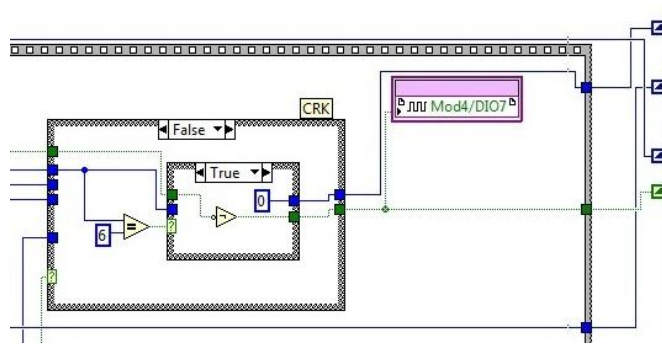 CRK
False
Mod4/DIO7
True
0
?
6
=
?